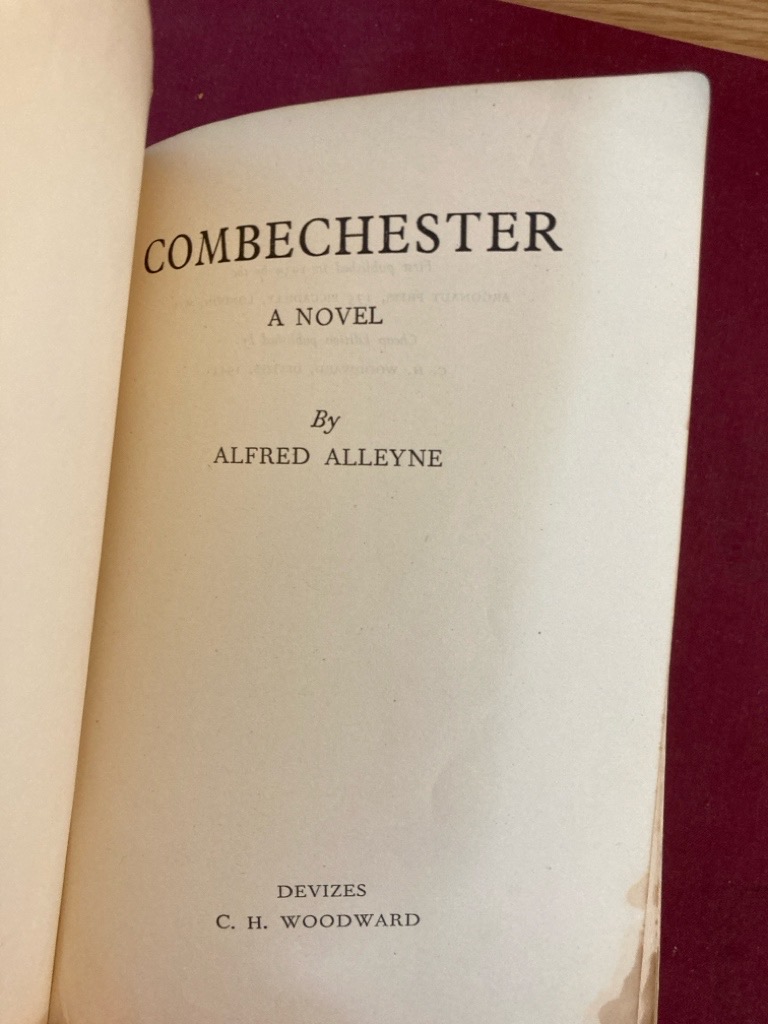 COMBECHESTER
A NOVEL
By
ALFRED ALLEYNE
DEVIZES
C. H. WOODWARD